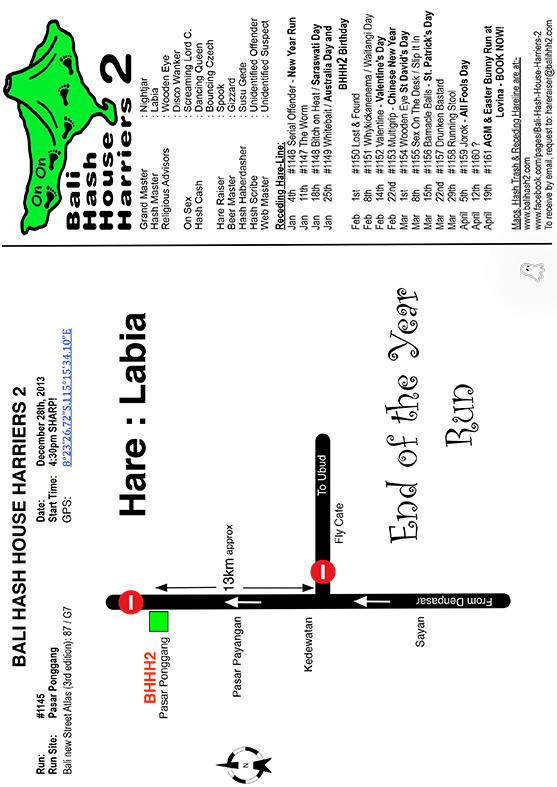 BALI HASH HOUSE HARRIERS 2
Run: #1145 Date: December 28th, 2013
Run Site: Pasar Ponggang Start Time: 4:30pm SHARP!
Bali new Street Atlas (3rd edition): 87 / G7 GPS: 8°23'26.72"S.115°15'34.10"E
Hare : Labia
BHHH2
Pasar Ponggang
13km approx
Pasar Payangan
Kedewatan
To Ubud
Fly Cafe
Sayan
From Denpasar
N
End of the Year
Run
On On
Bali
Hash
House
Harriers 2
Grand Master : Nightjar
Hash Master : Labia
Religious Advisors : Wooden Eye
: Disco Wanker
On Sex : Screaming Lord C.
Hash Cash : Dancing Queen
: Bouncing Czech
Hare Raiser : Spook
Beer Master : Gizzard
Hash Haberdasher : Susu Gede
Hash Scribe : Unidentified Offender
Web Master : Unidentified Suspect
Receding Hare-Line:
Jan 4th #1146 Serial Offender - New Year Run
Jan 11th #1147 The Worm
Jan 18th #1148 Bitch on Heat / Saraswati Day
Jan 25th #1149 Whitebait / Australia Day and
BHHH2 Birthday
Feb 1st #1150 Lost & Found
Feb 8th #1151 Whykickanenema / Waitangi Day
Feb 14th #1152 Valentine - Valentine's Day
Feb 22nd #1153 Multigrip - Chinese New Year
Mar 1st #1154 Wooden Eye St David's Day
Mar 8th #1155 Sex On The Desk / Slip It In
Mar 15th #1156 Barnacle Balls - St. Patrick's Day
Mar 22nd #1157 Drunken Bastard
Mar 29th #1158 Running Stool
April 5th #1159 Jorok - All Fools Day
April 12th #1160 ?
April 19th #1161 AGM & Easter Bunny Run at
Lovina - BOOK NOW!
Maps, Hash Trash & Receding Hareline are at:
www.balihash2.com
www.facebook.com/pages/Bali-Hash-House-Harriers-2
To receive by email, request to: hareraiser@balihhh2.com